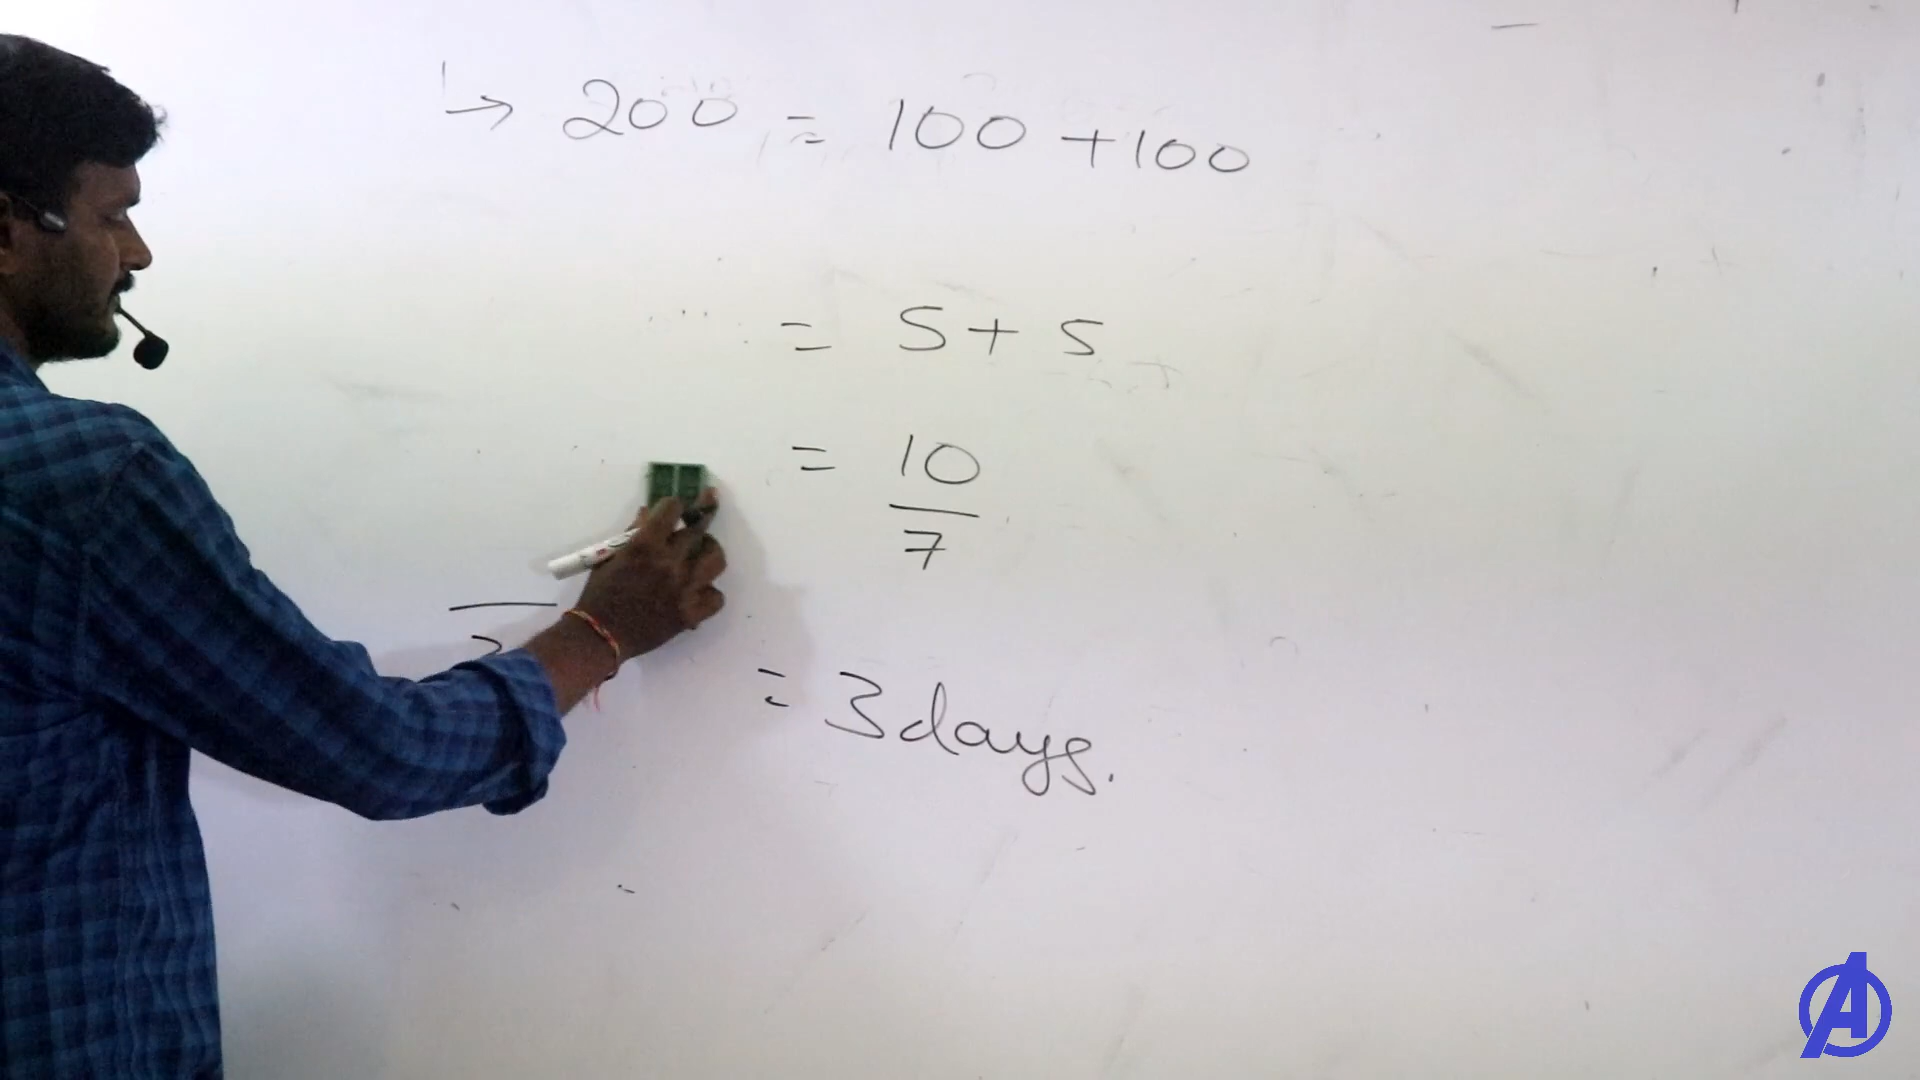 → 200 = 100 + 100
= 5 + 5
= 10
7
= 3 days.